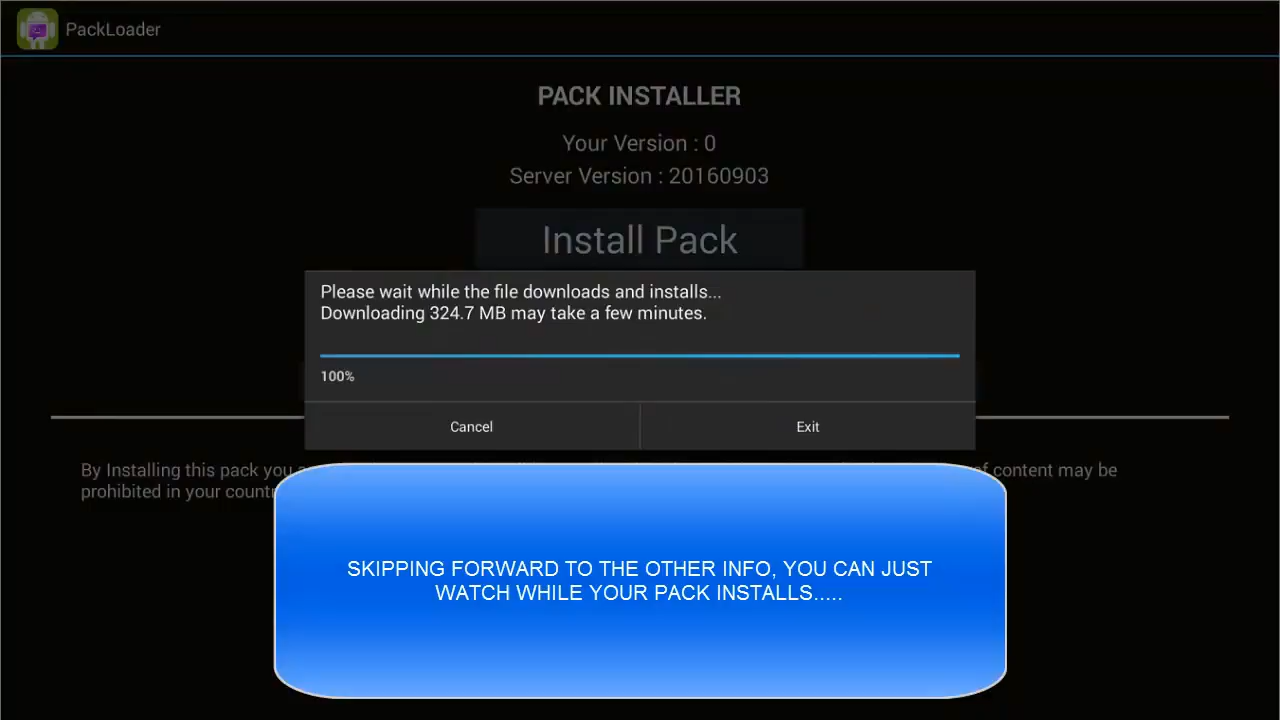 PackLoader
PACK INSTALLER
Your Version : 0
Server Version : 20160903
Install Pack
Please wait while the file downloads and installs...
Downloading 324.7 MB may take a few minutes.
100%
Cancel
Exit
By Installing this pack you
of content may be
prohibited in your
SKIPPING FORWARD TO THE OTHER INFO, YOU CAN JUST
WATCH WHILE YOUR PACK INSTALLS.....